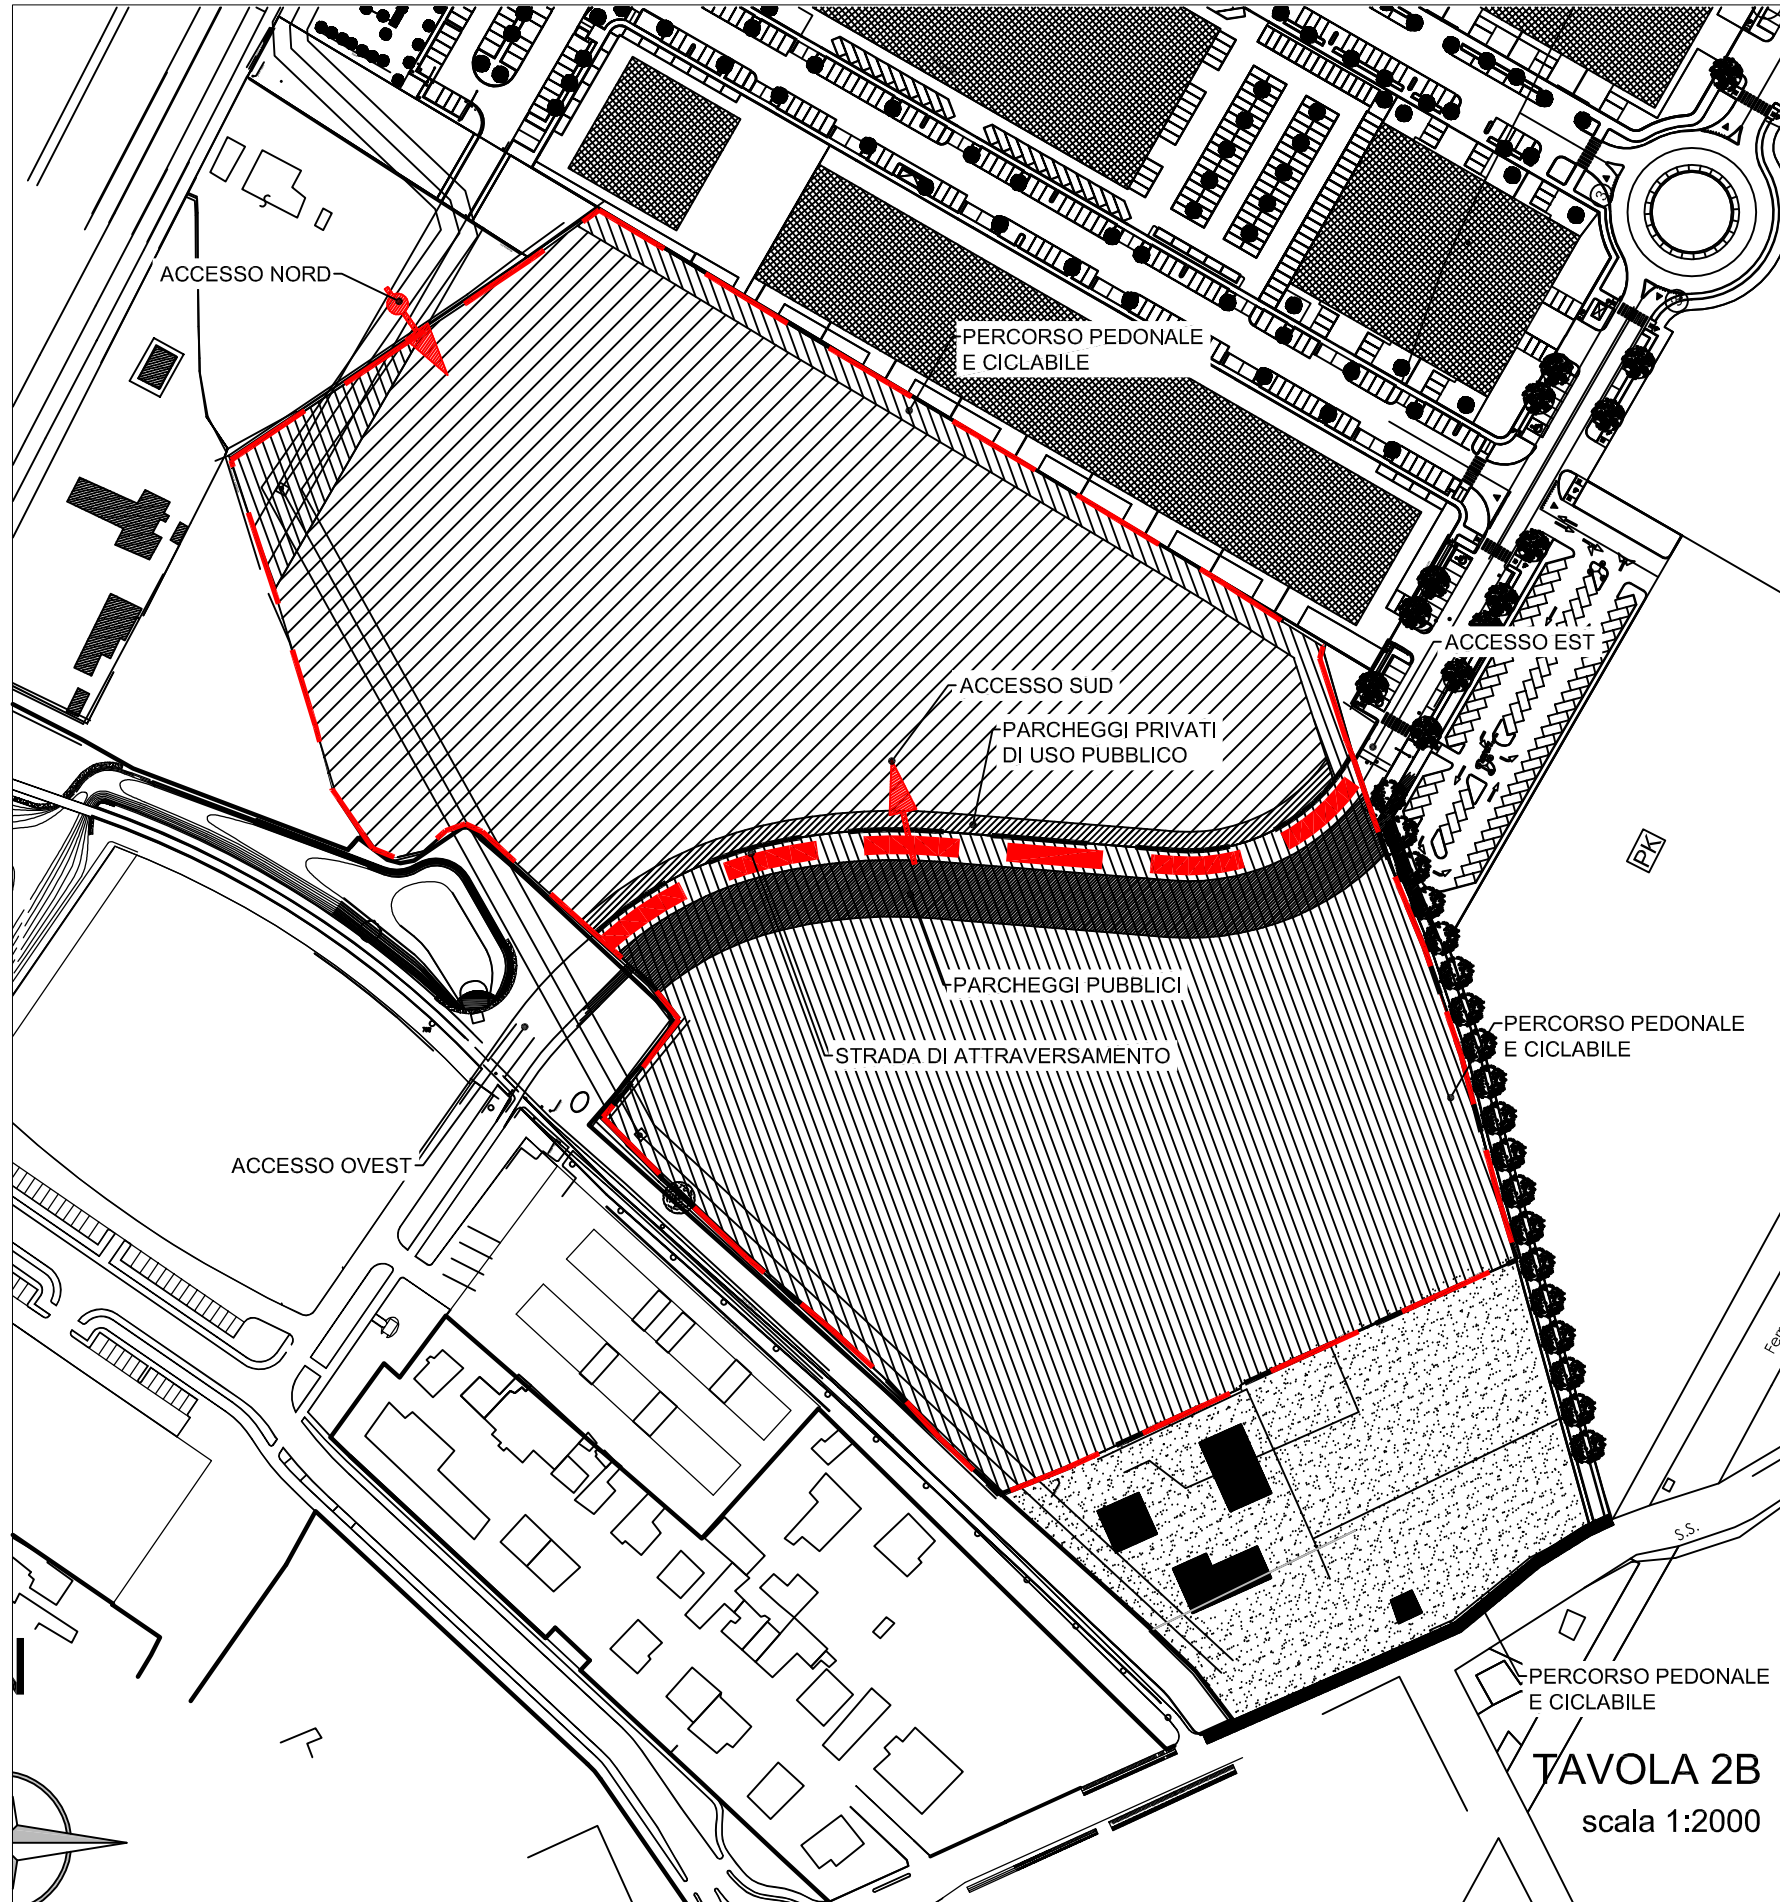 ACCESSO NORD
PERCORSO PEDONALE
E CICLABILE
ACCESSO EST
ACCESSO SUD
PARCHEGGI PRIVATI
DI USO PUBBLICO
PK
PARCHEGGI PUBBLICI
PERCORSO PEDONALE
E CICLABILE
STRADA DI ATTRAVERSAMENTO
ACCESSO OVEST
S.S.
PERCORSO PEDONALE
E CICLABILE
TAVOLA 2B
scala 1:2000